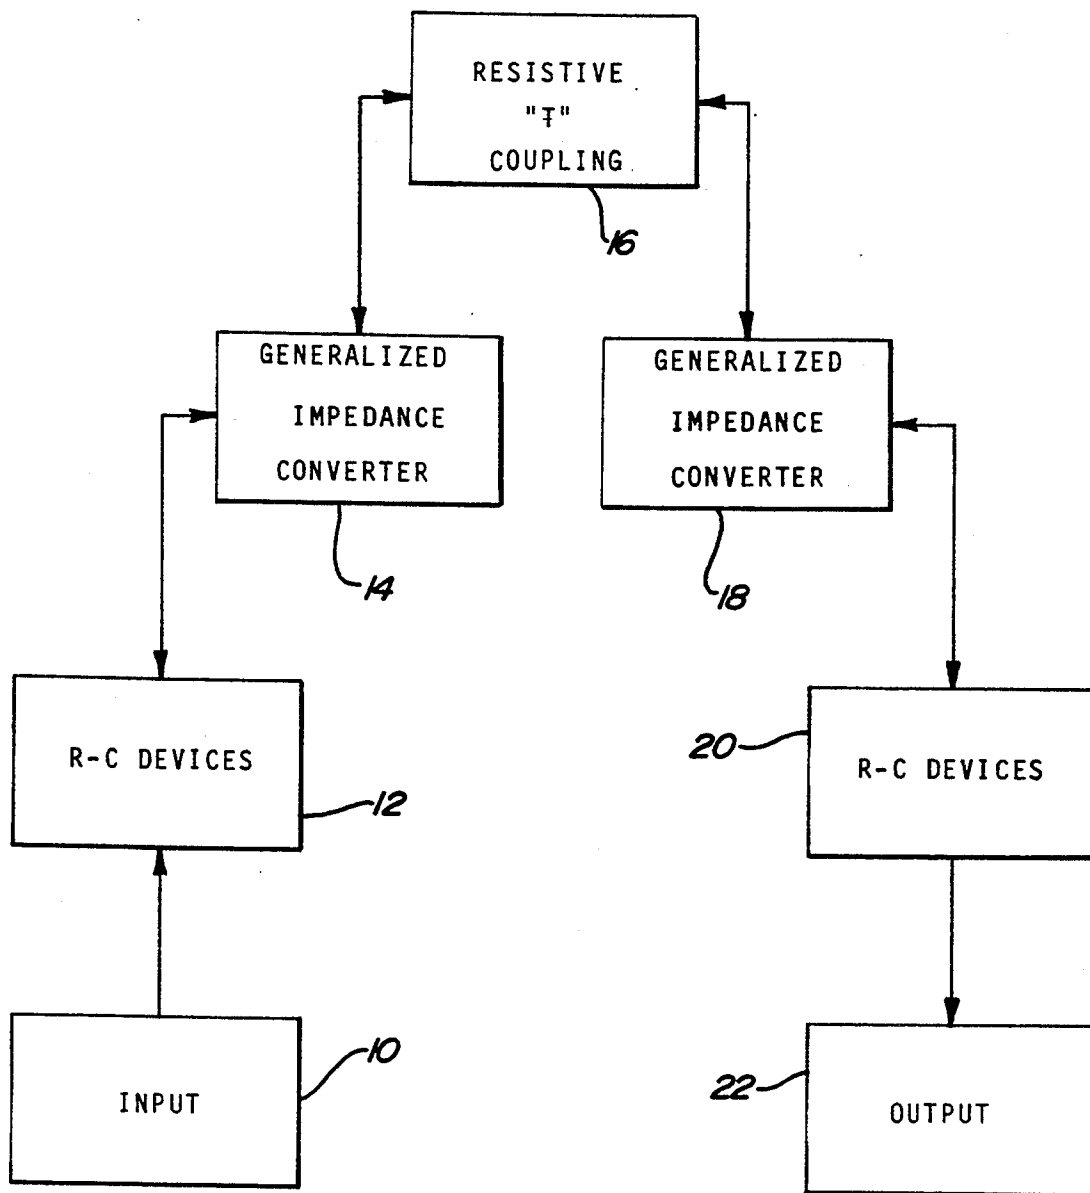 RESISTIVE
"T"
COUPLING
16
GENERALIZED
IMPEDANCE
CONVERTER
14
GENERALIZED
IMPEDANCE
CONVERTER
18
R-C DEVICES
12
20
R-C DEVICES
INPUT
10
22
OUTPUT